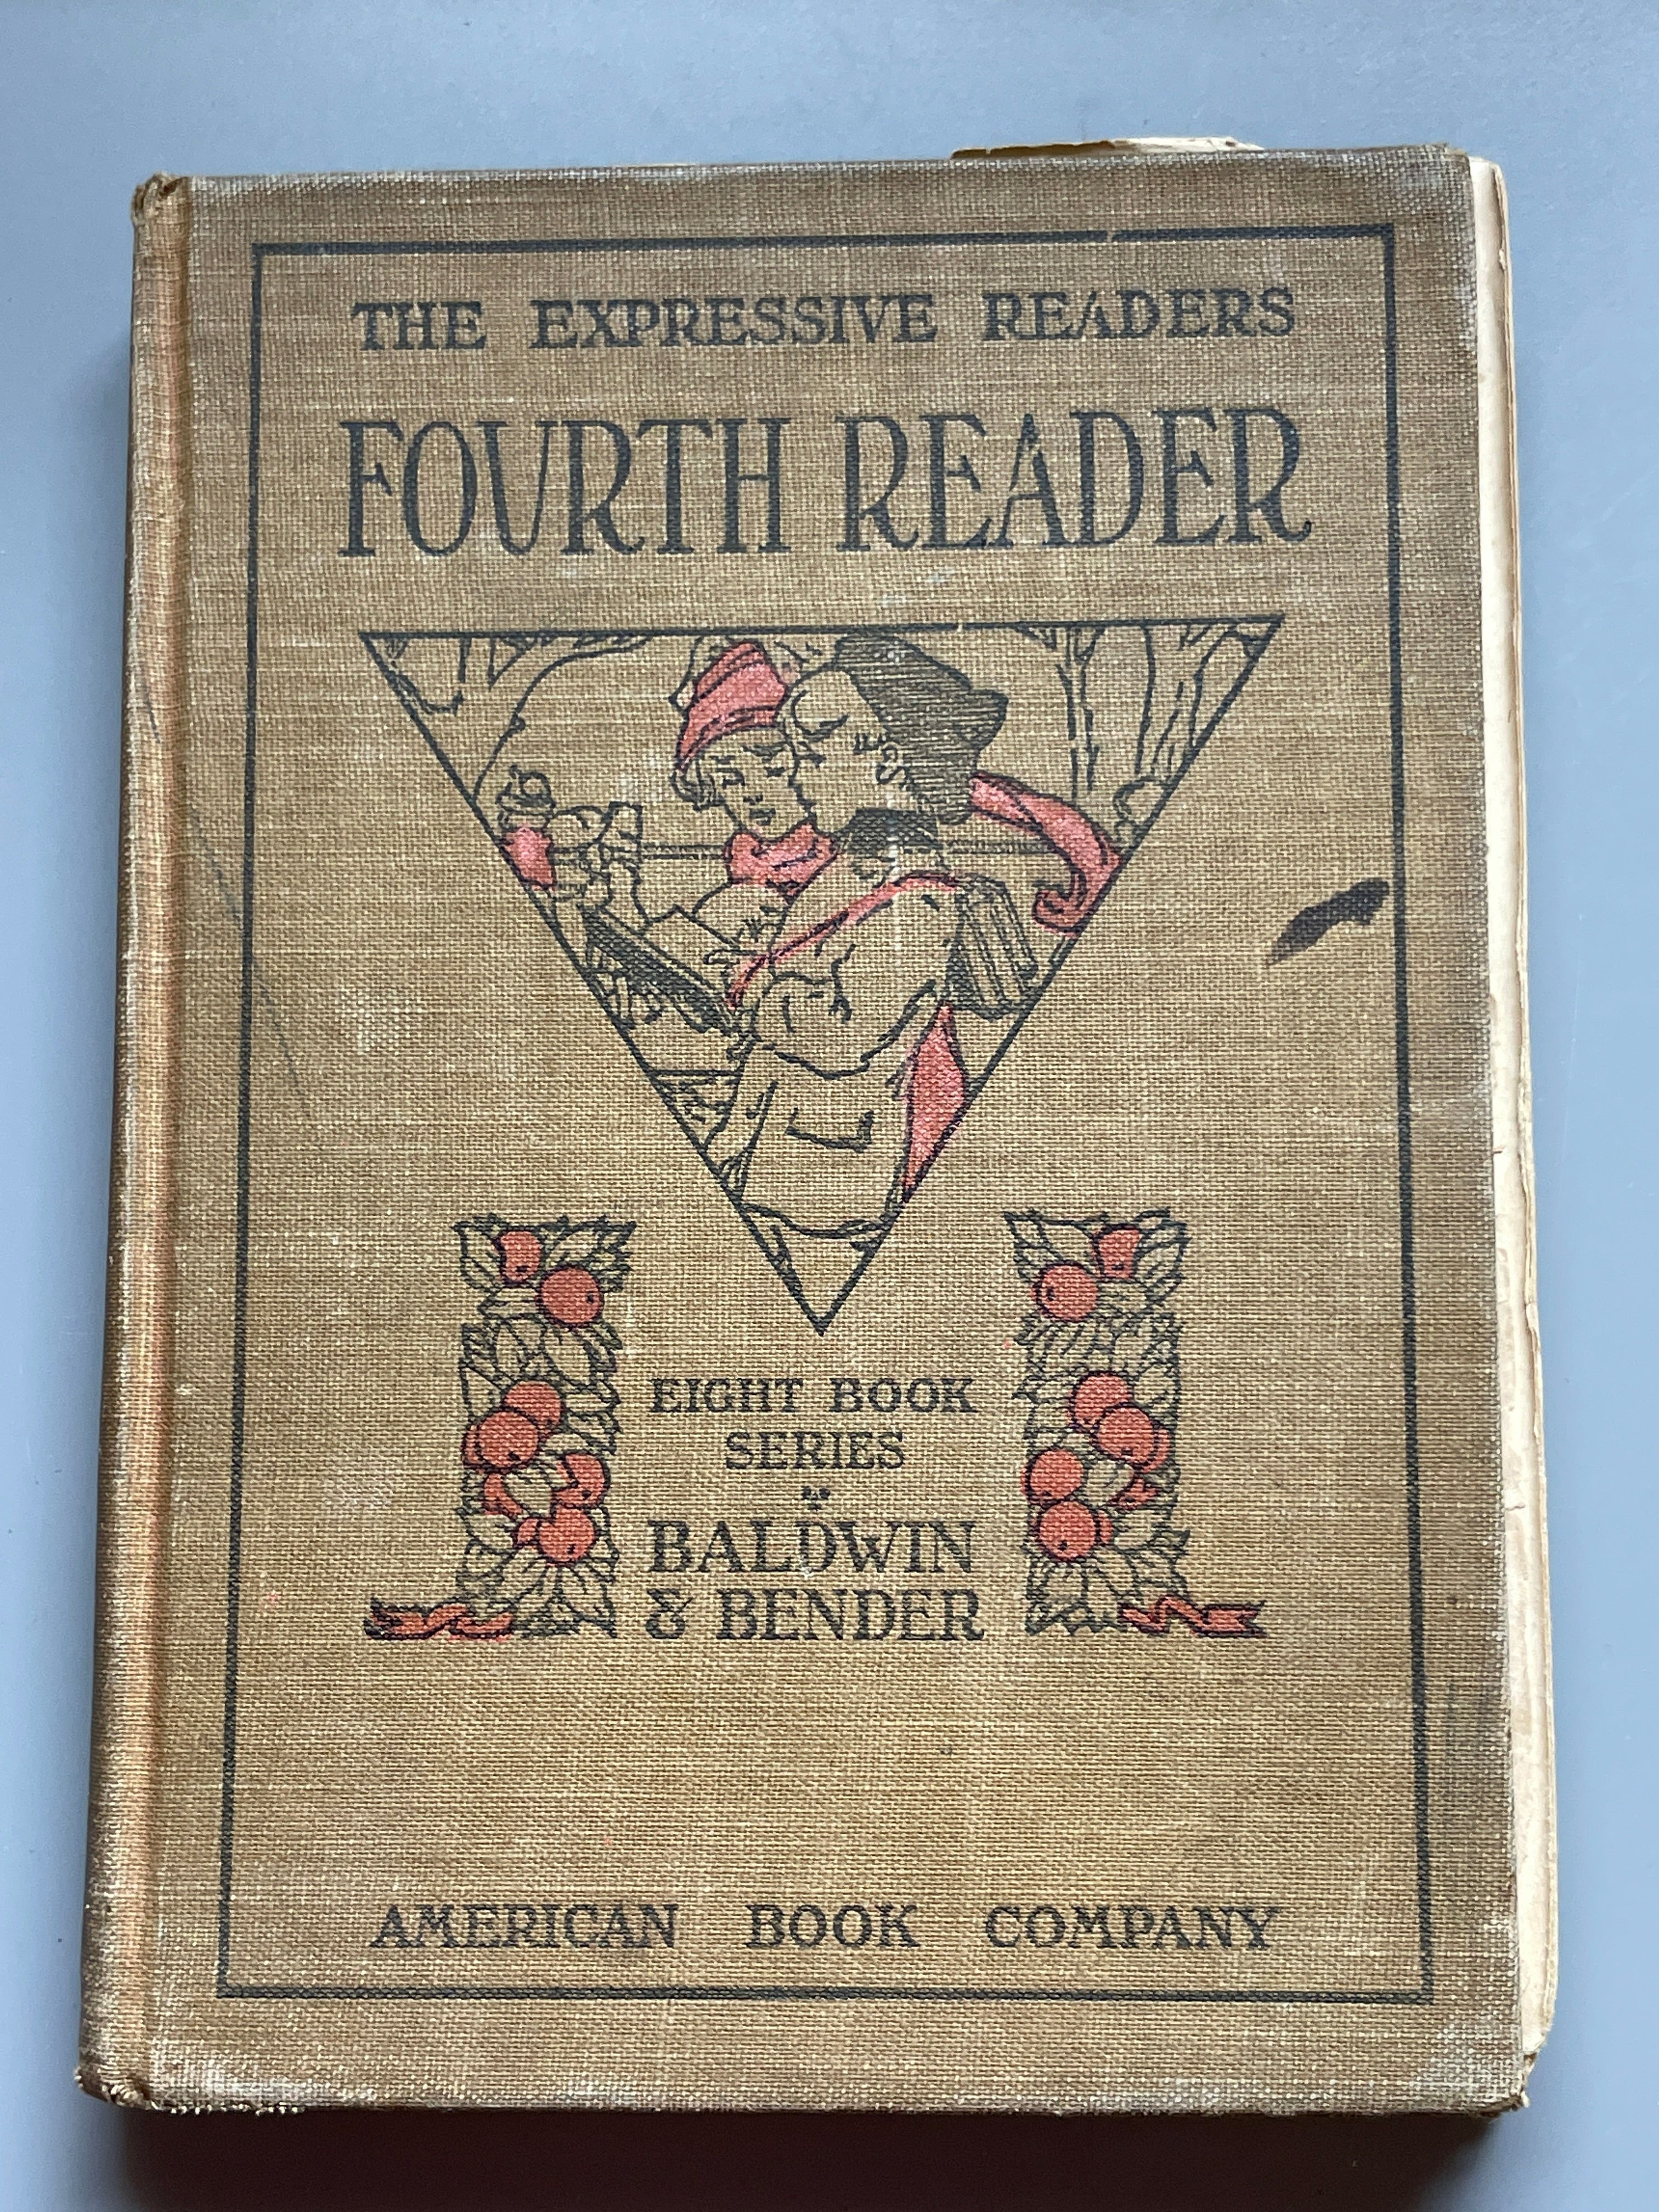 THE EXPRESSIVE READERS
FOURTH READER
EIGHT BOOK
SERIES
BALDWIN
& BENDER
AMERICAN BOOK COMPANY